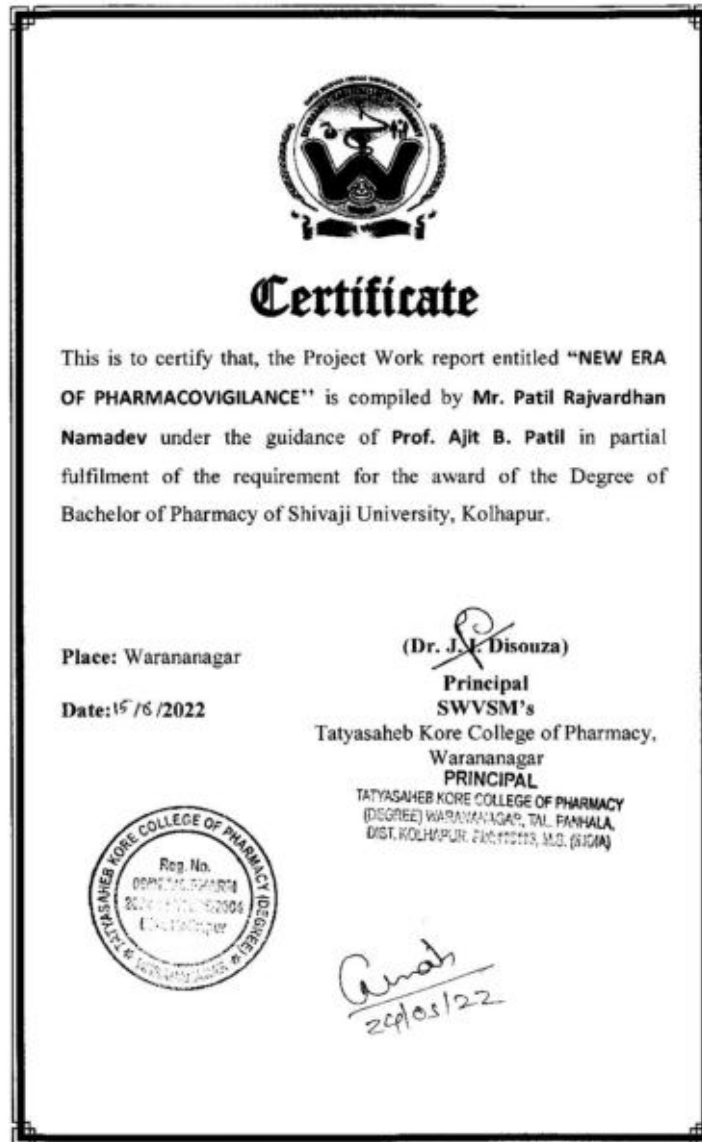 Certificate
This is to certify that, the Project Work report entitled “NEW ERA
OF PHARMACOVIGILANCE’’ is compiled by Mr. Patil Rajvardhan
Namadev under the guidance of Prof. Ajit B. Patil in partial
fulfilment of the requirement for the award of the Degree of
Bachelor of Pharmacy of Shivaji University, Kolhapur.
Place: Warananagar
Date:15/6/2022
(Dr. J. I. Disouza)
Principal
SWVSM's
Tatyasaheb Kore College of Pharmacy,
Warananagar
PRINCIPAL
TATYASAHEB KORE COLLEGE OF PHARMACY
(DEGREE) WARANANAGAR, TAL. PANHALA,
DIST. KOLHAPUR, M.S. (INDIA)
TATYASAHEB KORE COLLEGE OF PHARMACY (DEGREE)
Reg. No.
24/03/22